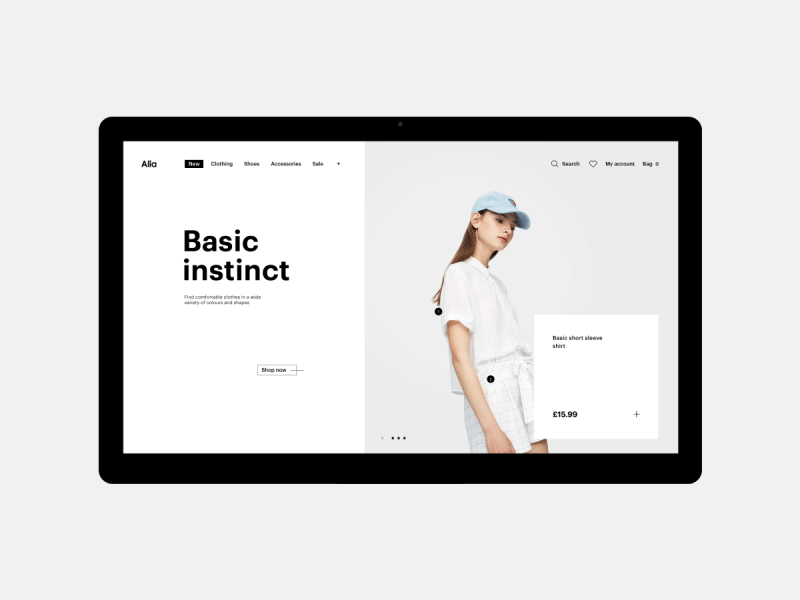 Alia
New Clothing Shoes Accessories Sale +
Search My account Bag 0
Basic
instinct
Find comfortable clothes in a wide
variety of colours and shapes
Shop now
1
2
Basic short sleeve
shirt
£15.99 +